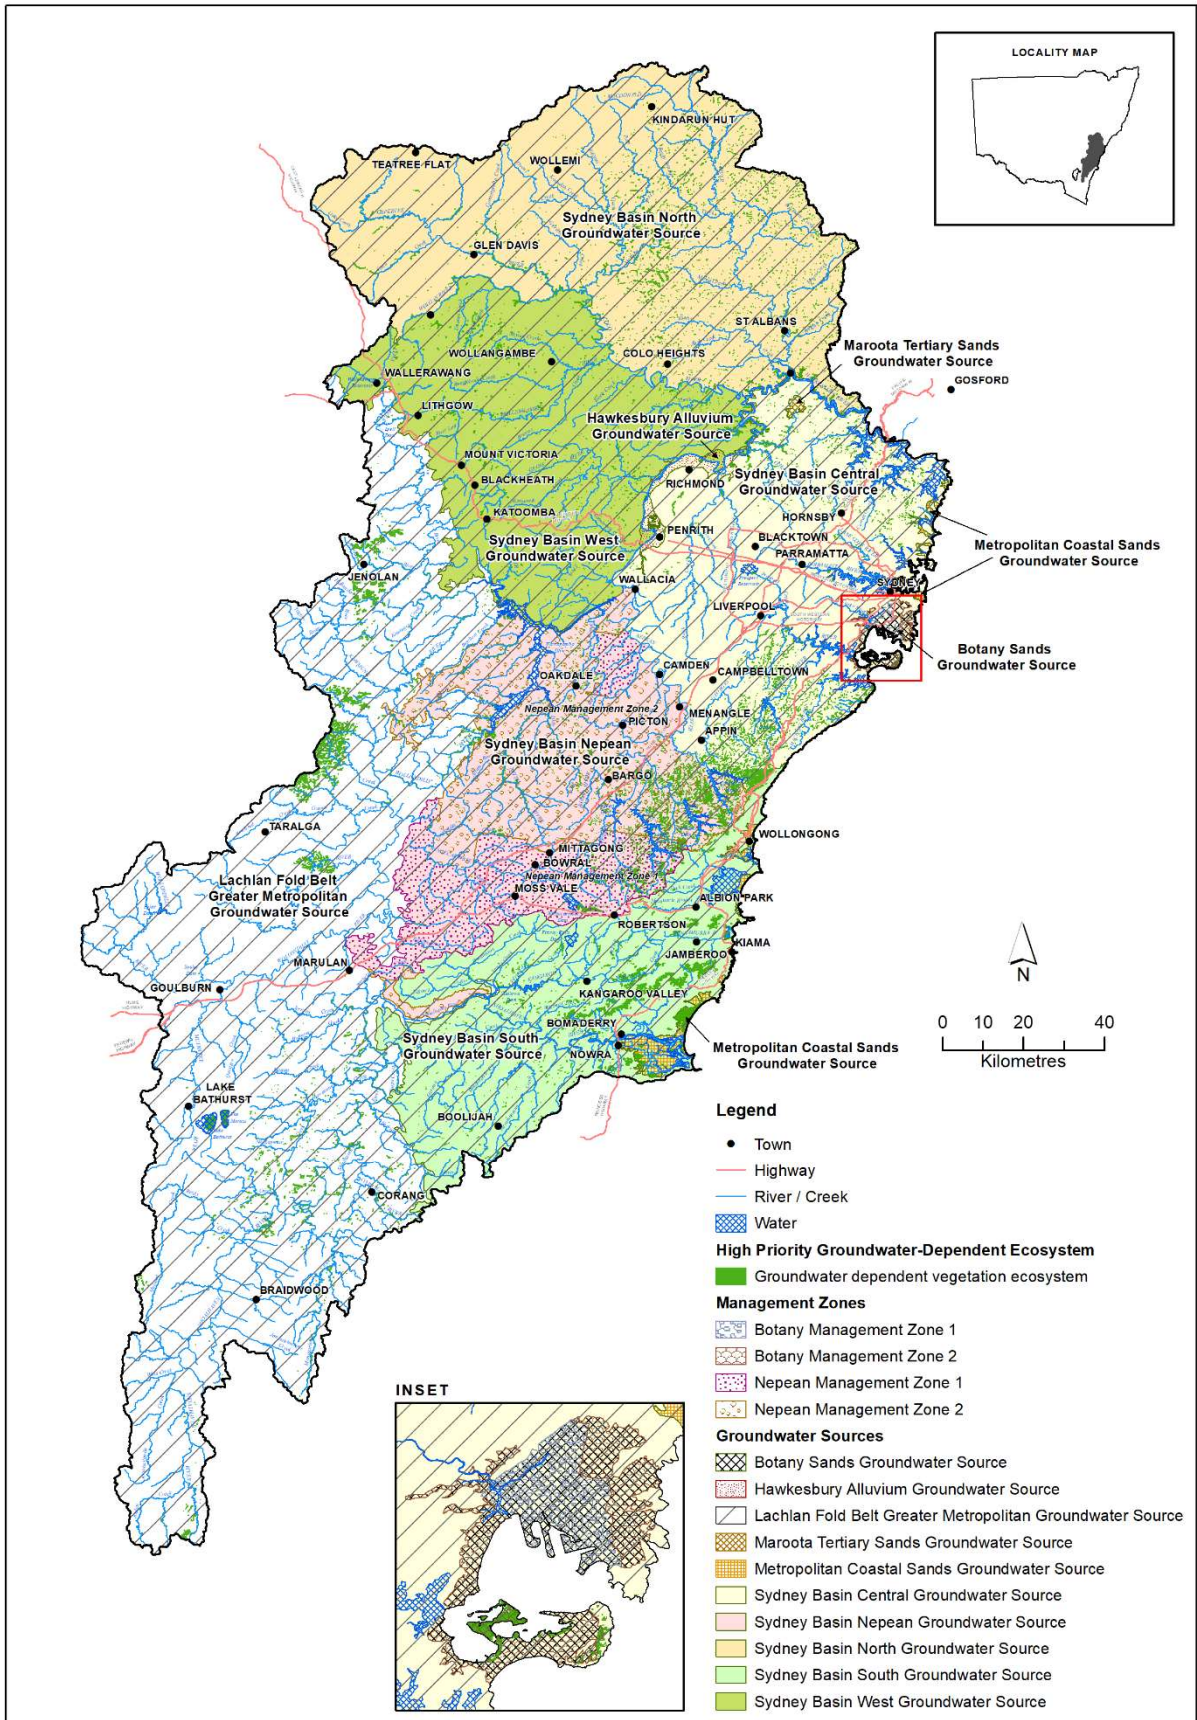 LOCALITY MAP
KINDARUN HUT
TEATREE FLAT
WOLLEMI
Sydney Basin North
Groundwater Source
GLEN DAVIS
ST ALBANS
WOLLANGAMBE
COLO HEIGHTS
Maroota Tertiary Sands
Groundwater Source
GOSFORD
WALLERAWANG
LITHGOW
Hawkesbury Alluvium
Groundwater Source
MOUNT VICTORIA
RICHMOND
Sydney Basin Central
Groundwater Source
BLACKHEATH
KATOOMBA
HORNSBY
PENRITH
BLACKTOWN
PARRAMATTA
Sydney Basin West
Groundwater Source
Metropolitan Coastal Sands
Groundwater Source
JENOLAN
WALLACIA
SYDNEY
LIVERPOOL
Botany Sands
Groundwater Source
CAMDEN
CAMPBELLTOWN
OAKDALE
Nepean Management Zone 2
MENANGLE
PICTON
APPIN
Sydney Basin Nepean
Groundwater Source
BARGO
TARALGA
WOLLONGONG
MITTAGONG
BOWRAL
Nepean Management Zone 1
Lachlan Fold Belt
Greater Metropolitan
Groundwater Source
MOSS VALE
ALBION PARK
ROBERTSON
KIAMA
JAMBEROO
MARULAN
GOULBURN
KANGAROO VALLEY
N
BOMADERRY
Sydney Basin South
Groundwater Source
NOWRA
Metropolitan Coastal Sands
Groundwater Source
0 10 20 40
Kilometres
LAKE
BATHURST
BOOLIJAH
CORANG
BRAIDWOOD
Legend
Town
Highway
River / Creek
Water
High Priority Groundwater-Dependent Ecosystem
Groundwater dependent vegetation ecosystem
Management Zones
Botany Management Zone 1
Botany Management Zone 2
Nepean Management Zone 1
Nepean Management Zone 2
Groundwater Sources
Botany Sands Groundwater Source
Hawkesbury Alluvium Groundwater Source
Lachlan Fold Belt Greater Metropolitan Groundwater Source
Maroota Tertiary Sands Groundwater Source
Metropolitan Coastal Sands Groundwater Source
Sydney Basin Central Groundwater Source
Sydney Basin Nepean Groundwater Source
Sydney Basin North Groundwater Source
Sydney Basin South Groundwater Source
Sydney Basin West Groundwater Source
INSET